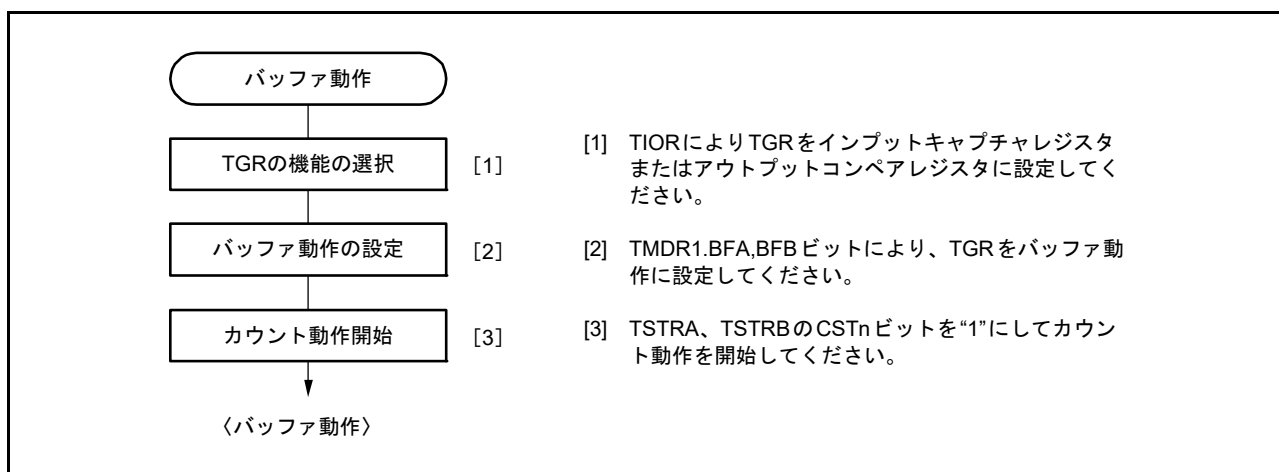 バッファ動作
TGRの機能の選択
[1]
バッファ動作の設定
[2]
カウント動作開始
[3]
〈バッファ動作〉
[1] TIORによりTGRをインプットキャプチャレジスタ
またはアウトプットコンペアレジスタに設定してく
ださい。
[2] TMDR1.BFA,BFBビットにより、TGRをバッファ動
作に設定してください。
[3] TSTRA、TSTRBのCSTnビットを“1”にしてカウン
ト動作を開始してください。